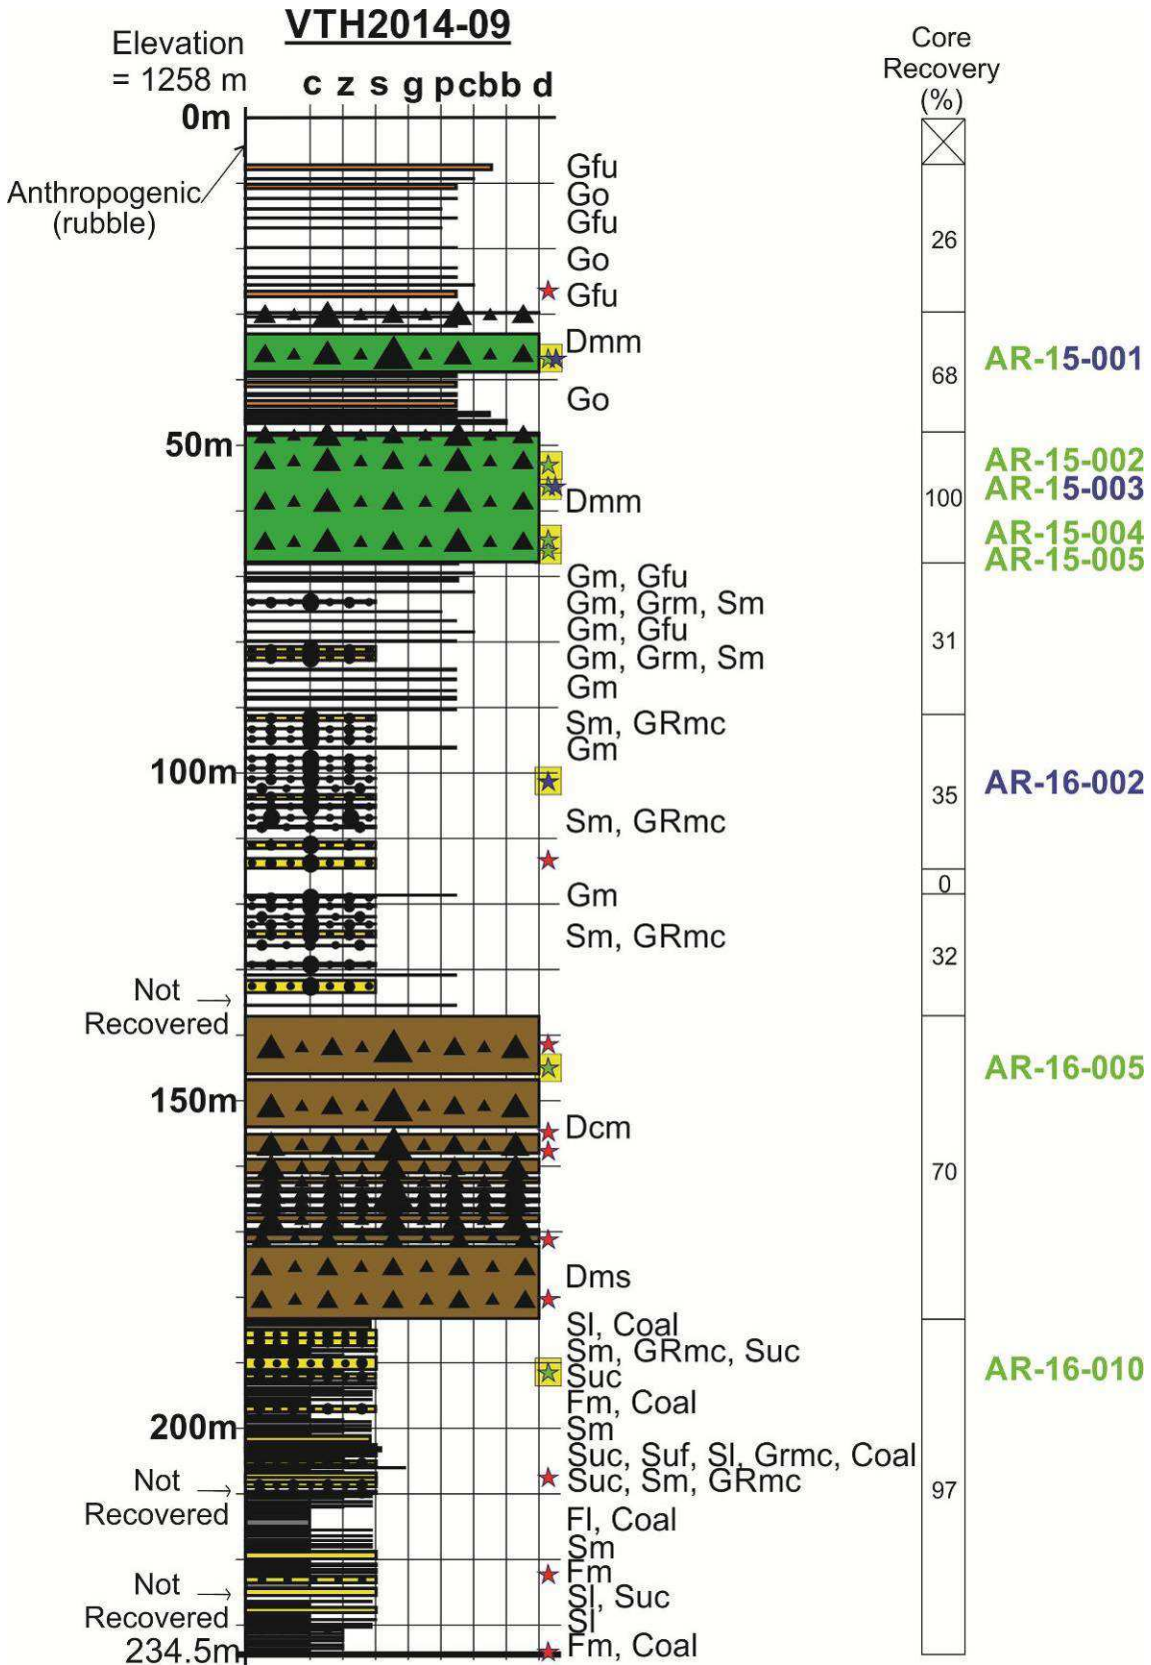 VTH2014-09
Elevation
= 1258 m
c z s g p cb b d
Core
Recovery
(%)
0m
Anthropogenic
(rubble)
Gfu
Go
Gfu
26
Go
Gfu
Dmm
AR-15-001
68
Go
50m
AR-15-002
AR-15-003
Dmm
100
AR-15-004
AR-15-005
Gm, Gfu
Gm, Grm, Sm
Gm, Gfu
31
Gm, Grm, Sm
Gm
Sm, GRmc
Gm
100m
AR-16-002
35
Sm, GRmc
0
Gm
Sm, GRmc
32
Not
Recovered
AR-16-005
150m
Dcm
70
Dms
Sl, Coal
Sm, GRmc, Suc
AR-16-010
Suc
Fm, Coal
200m
Sm
Suc, Suf, Sl, Grmc, Coal
Suc, Sm, GRmc
Not
Recovered
97
Fl, Coal
Sm
Fm
Not
Recovered
Sl, Suc
Sl
234.5m
Fm, Coal